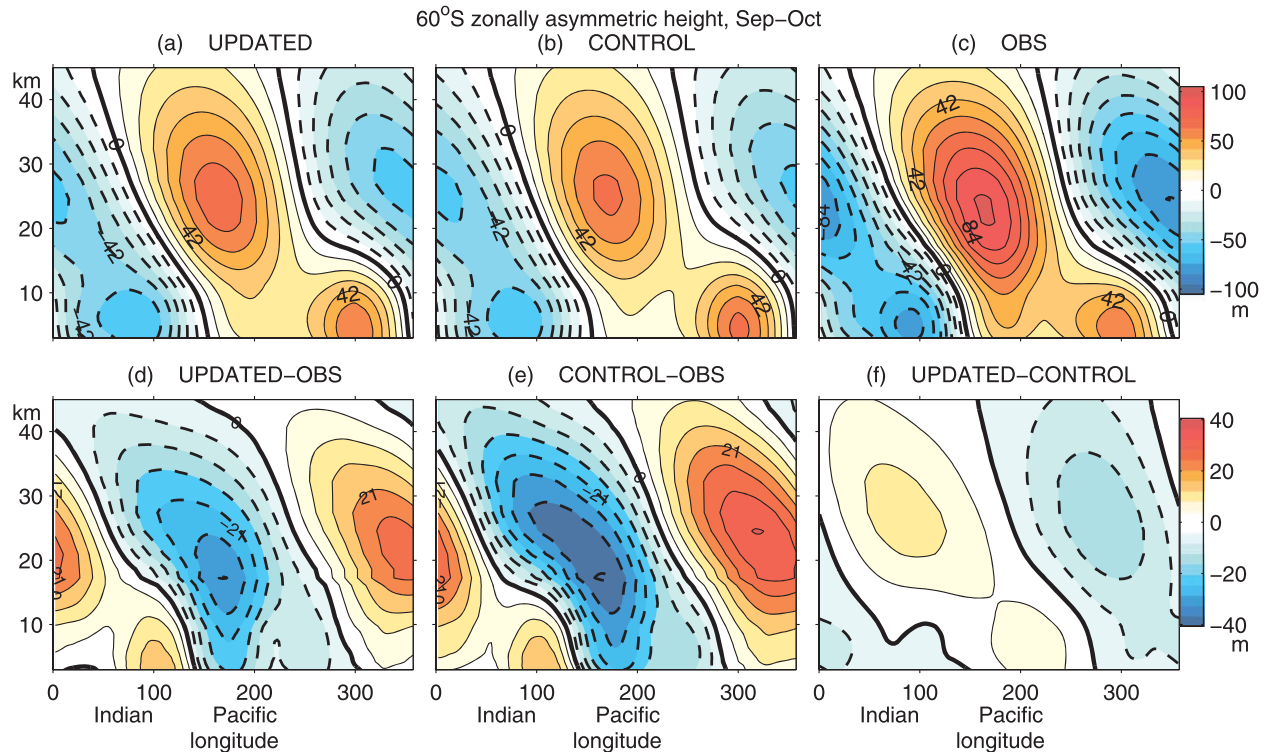 60°S zonally asymmetric height, Sep−Oct
(a) UPDATED
(b) CONTROL
(c) OBS
km
40
30
20
10
0
42
−42
−42
42
0
0
42
−42
−42
42
0
42
42
84
84
42
0
42
0
100
50
0
−50
−100
m
(d) UPDATED−OBS
(e) CONTROL−OBS
(f) UPDATED−CONTROL
km
40
30
20
10
0
−21
21
0
−21
21
40
20
0
−20
−40
m
0 100 200 300
0 100 200 300
0 100 200 300
Indian Pacific
Indian Pacific
Indian Pacific
longitude
longitude
longitude